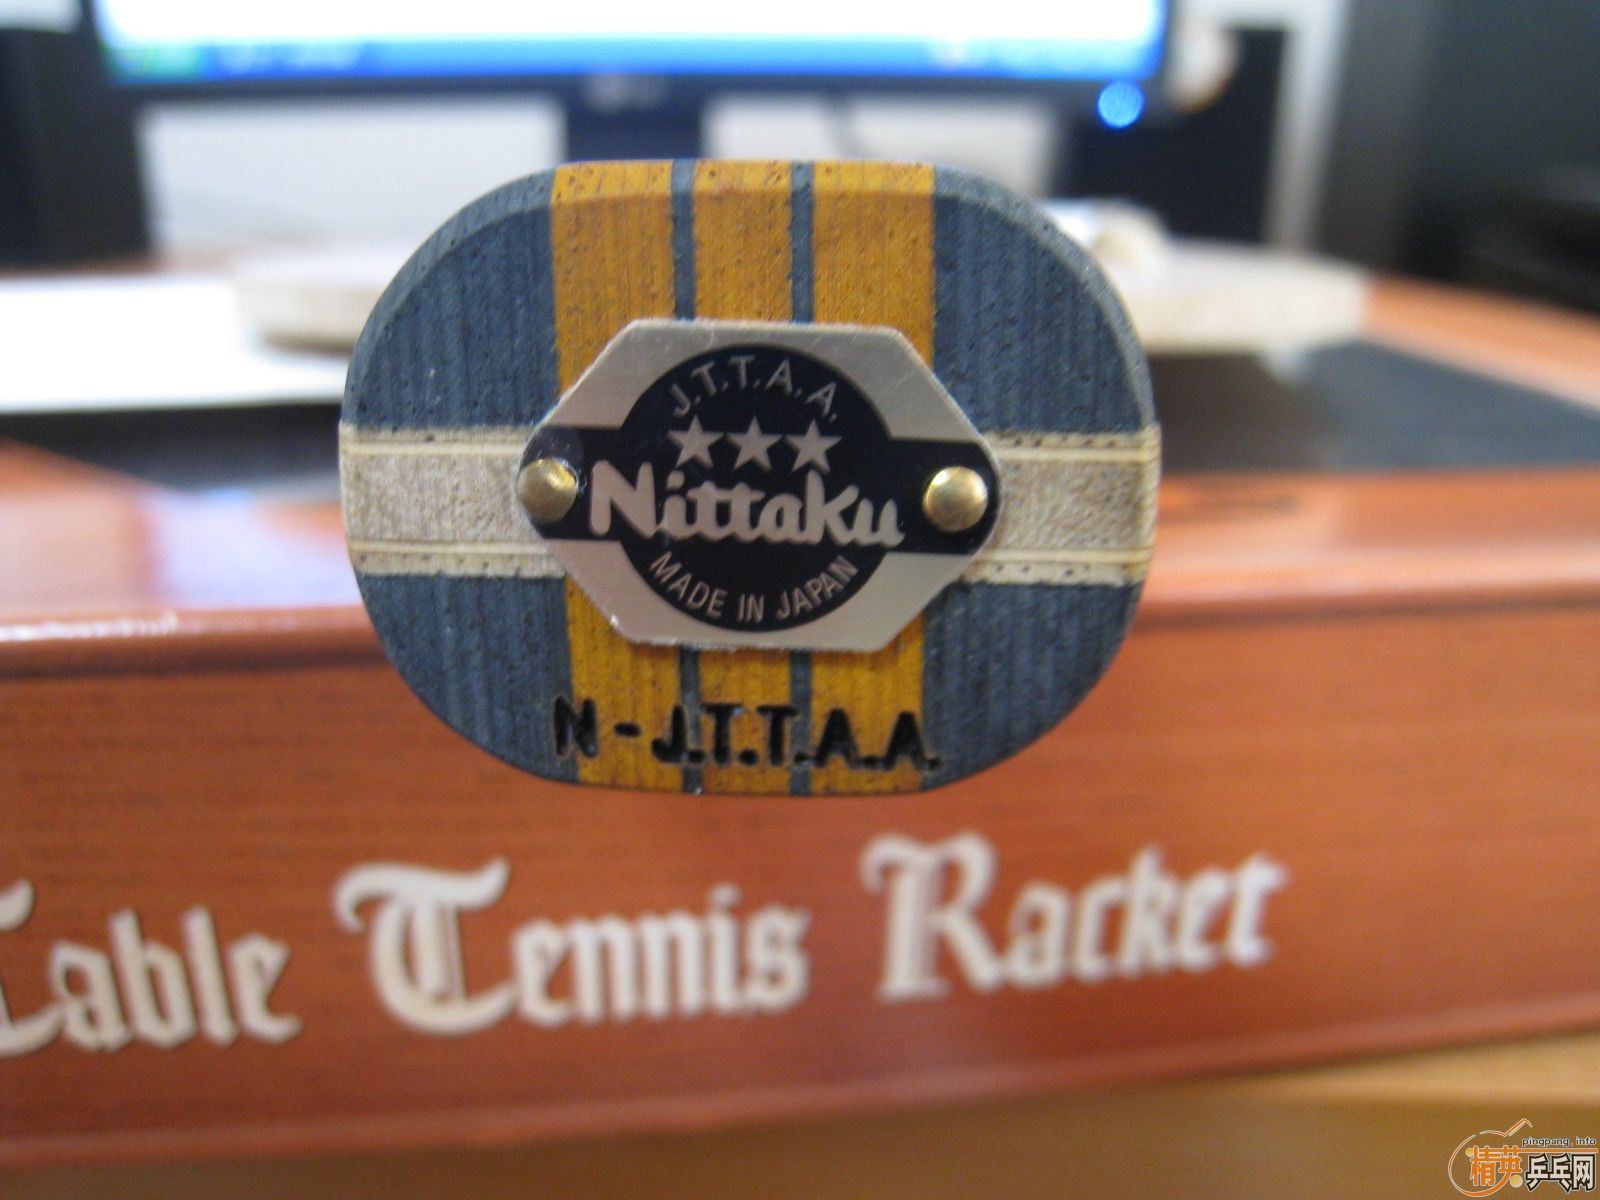 J.T.T.A.A.
Nittaku
MADE IN JAPAN
N-J.T.T.A.A.
Table Tennis Racket
pingpang.info
精英乒乓网